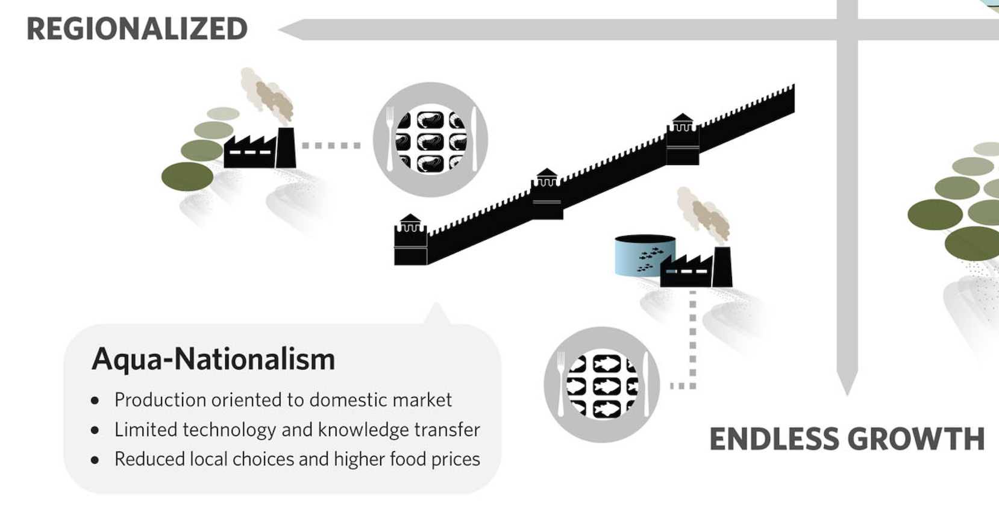 REGIONALIZED
Aqua-Nationalism
• Production oriented to domestic market
• Limited technology and knowledge transfer
• Reduced local choices and higher food prices
ENDLESS GROWTH